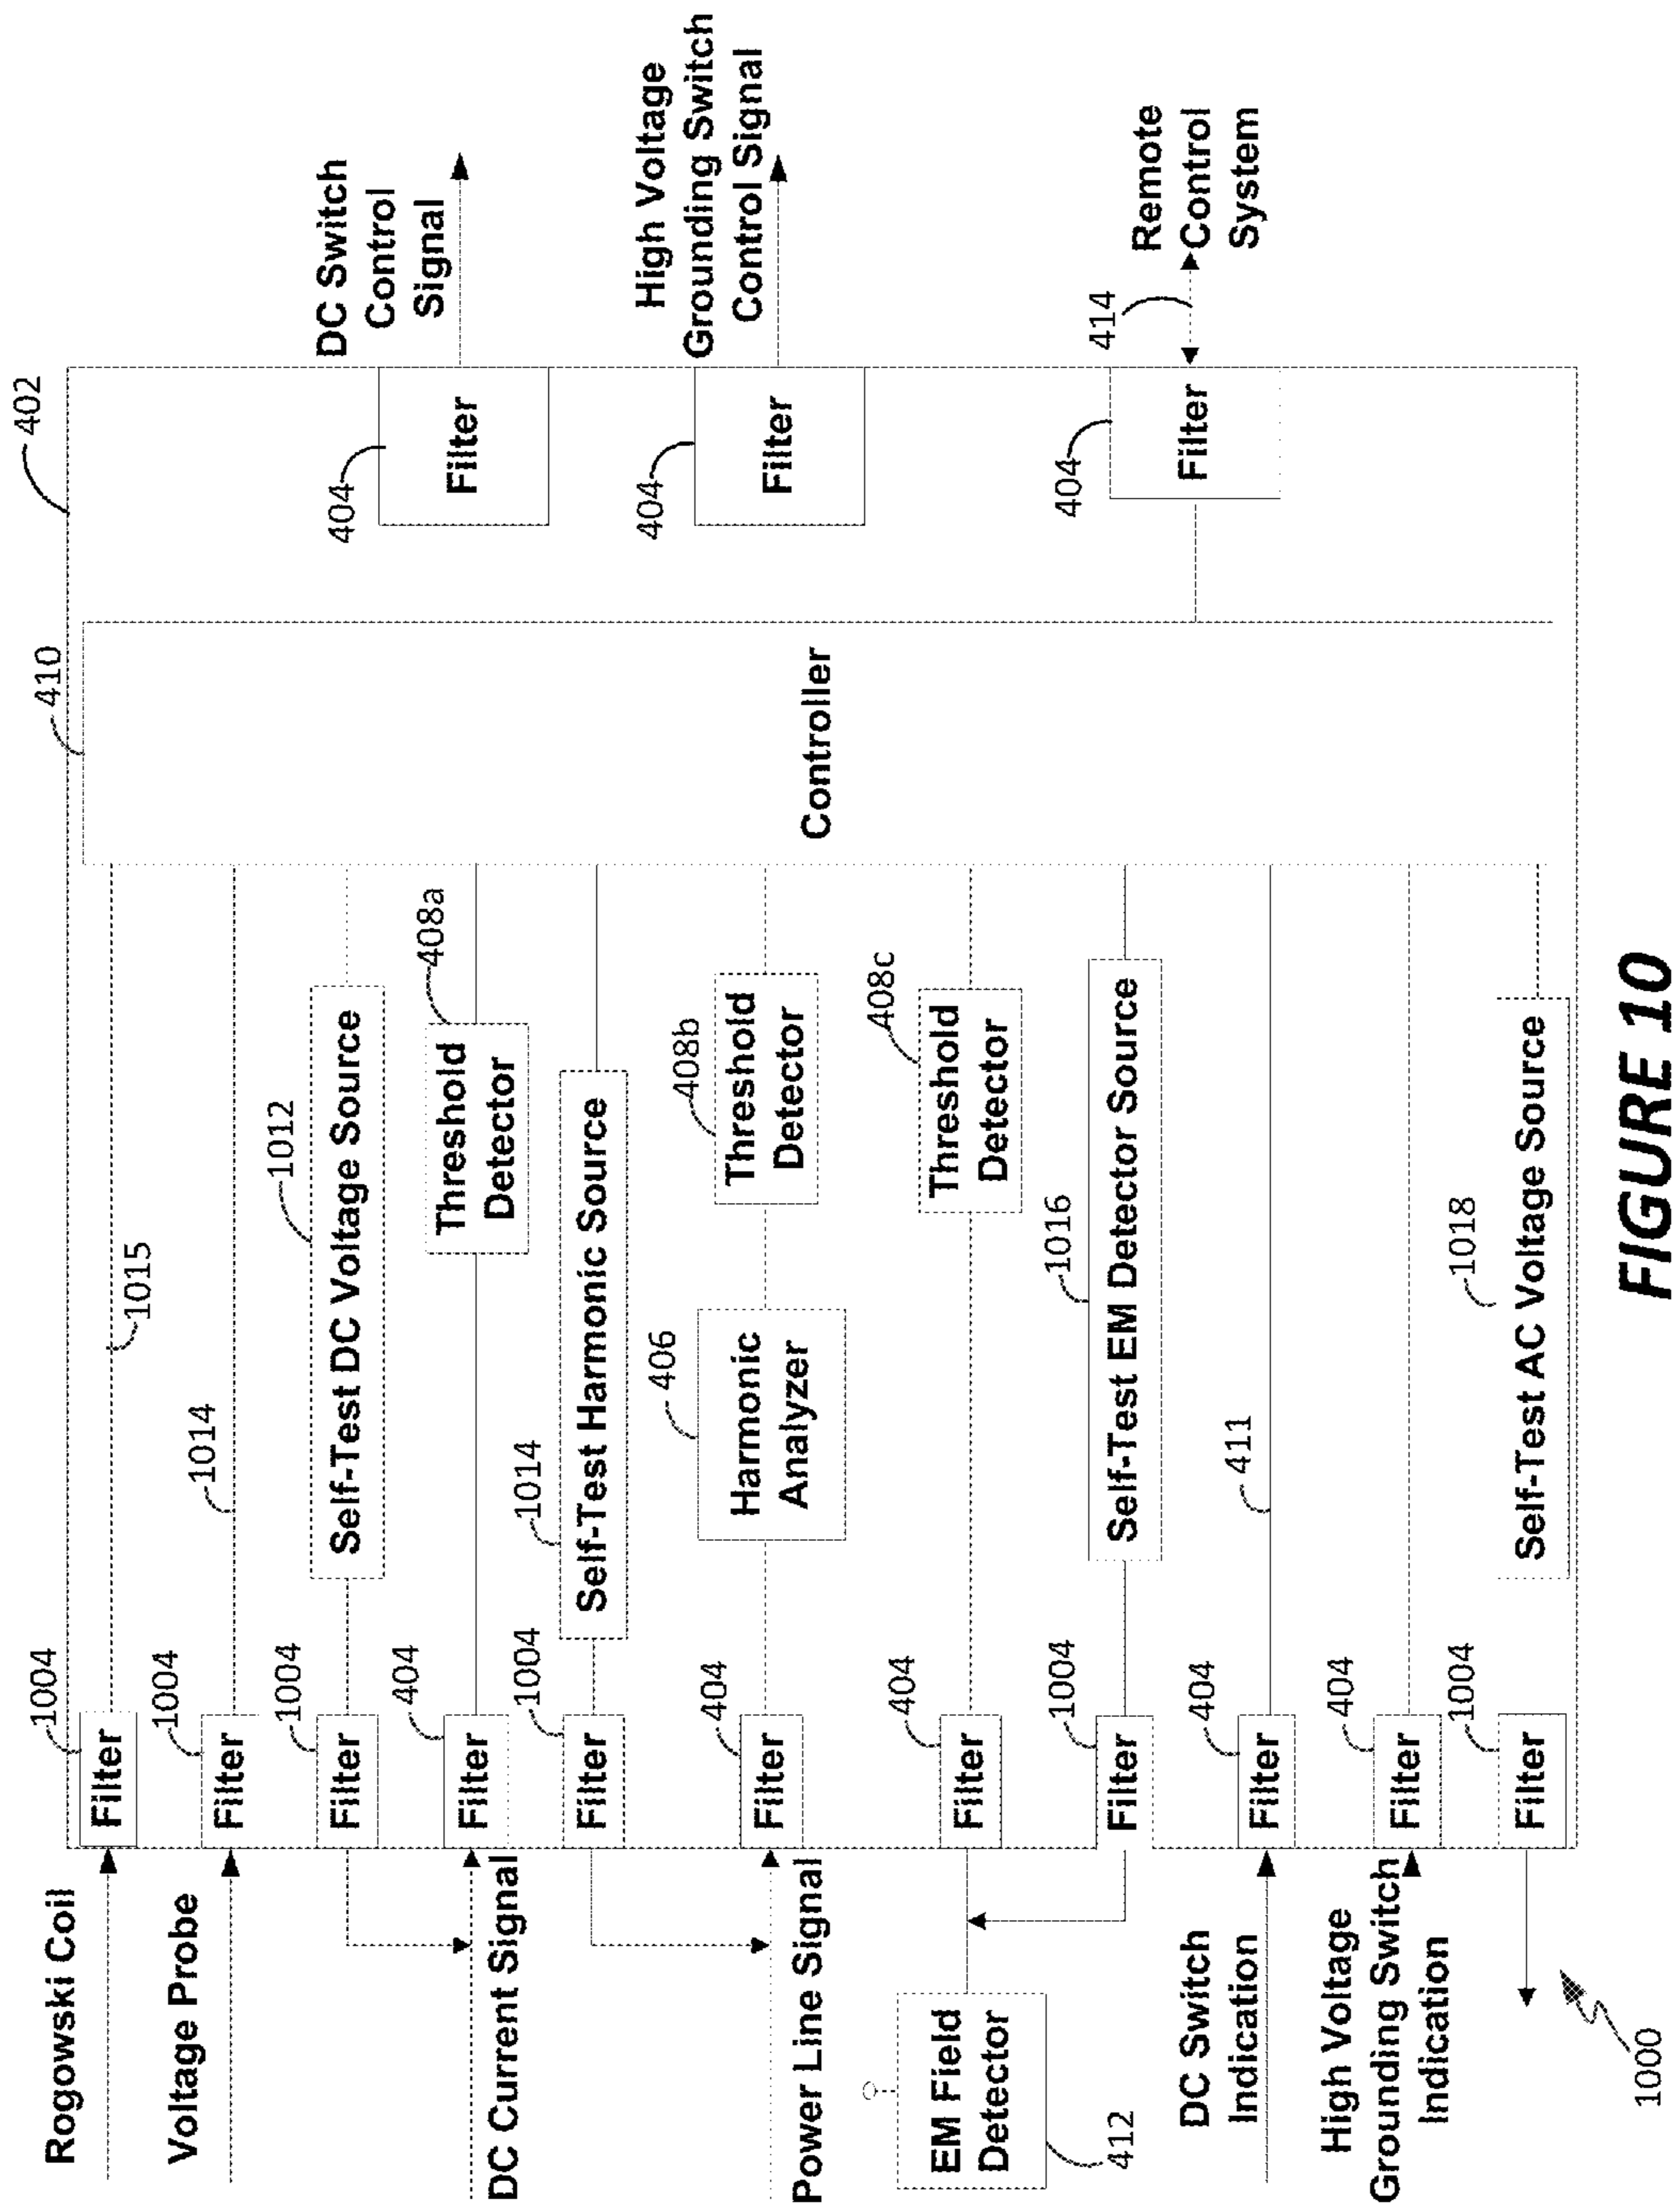 402
410
Rogowski Coil
1004
Filter
1015
Voltage Probe
1004
Filter
1014
1004
Filter
1012
Self-Test DC Voltage Source
DC Current Signal
404
Filter
408a
Threshold
Detector
1004
Filter
1014
Self-Test Harmonic Source
Power Line Signal
404
Filter
406
Harmonic
Analyzer
408b
Threshold
Detector
EM Field
Detector
412
404
Filter
408c
Threshold
Detector
1004
Filter
1016
Self-Test EM Detector Source
DC Switch
Indication
404
Filter
411
High Voltage
Grounding Switch
Indication
404
Filter
1004
Filter
1018
Self-Test AC Voltage Source
Controller
404
Filter
DC Switch
Control
Signal
404
Filter
High Voltage
Grounding Switch
Control Signal
404
Filter
414
Remote
Control
System
1000
FIGURE 10